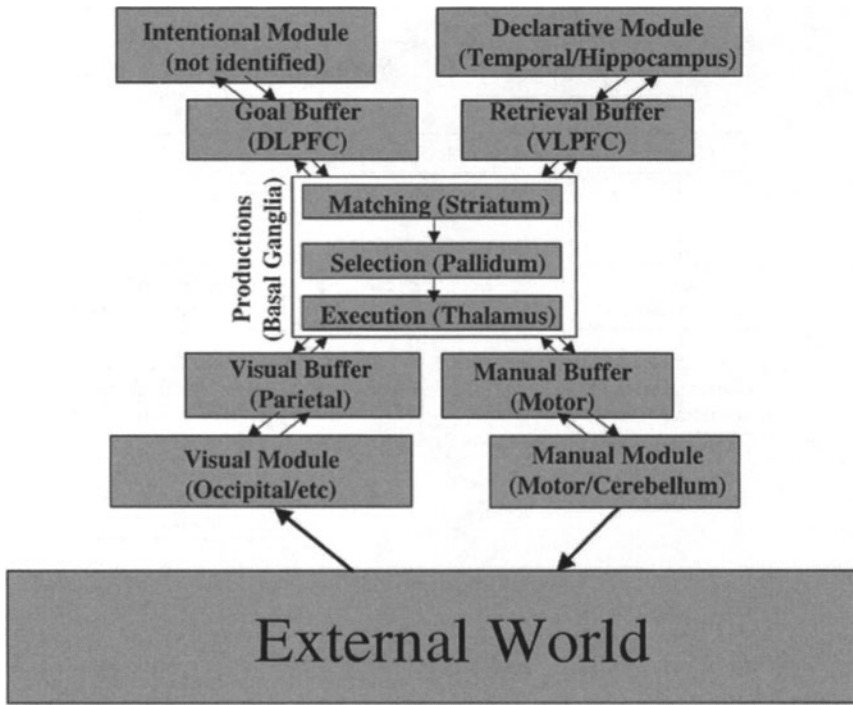 Intentional Module
(not identified)
Declarative Module
(Temporal/Hippocampus)
Goal Buffer
(DLPFC)
Retrieval Buffer
(VLPFC)
Productions
(Basal Ganglia)
Matching (Striatum)
Selection (Pallidum)
Execution (Thalamus)
Visual Buffer
(Parietal)
Manual Buffer
(Motor)
Visual Module
(Occipital/etc)
Manual Module
(Motor/Cerebellum)
External World